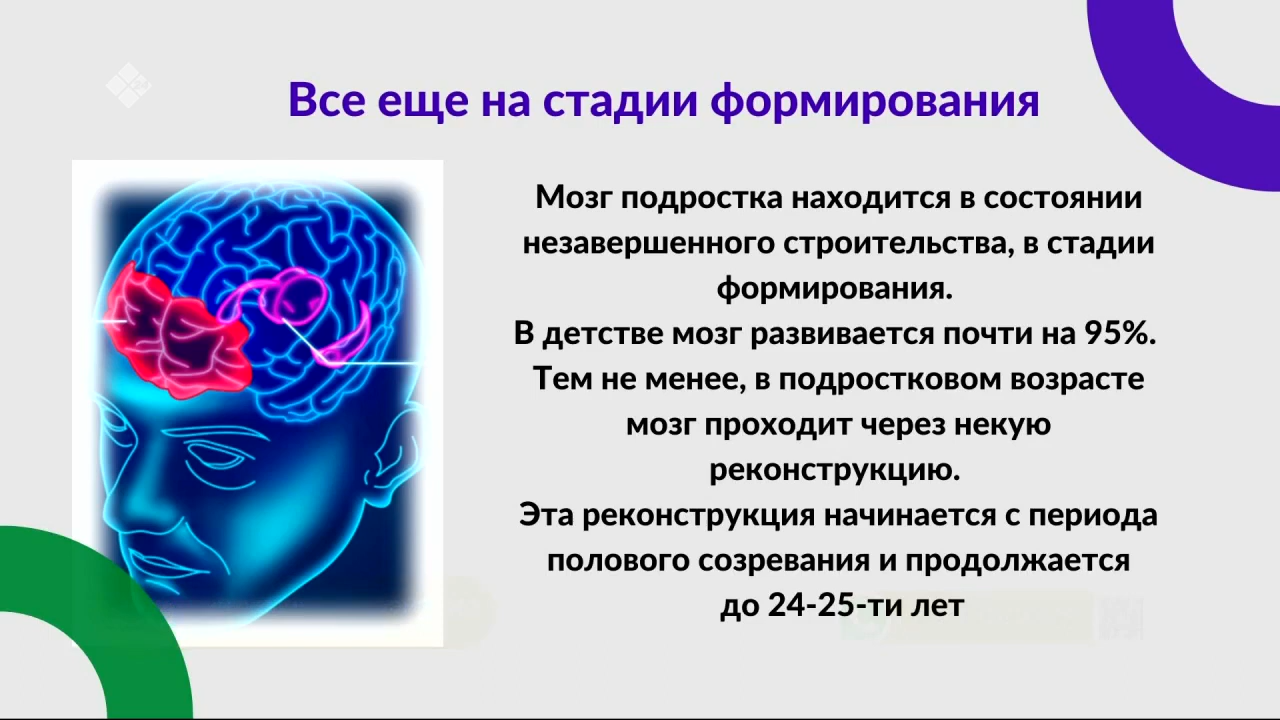 Все еще на стадии формирования
Мозг подростка находится в состоянии
незавершенного строительства, в стадии
формирования.
В детстве мозг развивается почти на 95%.
Тем не менее, в подростковом возрасте
мозг проходит через некую
реконструкцию.
Эта реконструкция начинается с периода
полового созревания и продолжается
до 24-25-ти лет